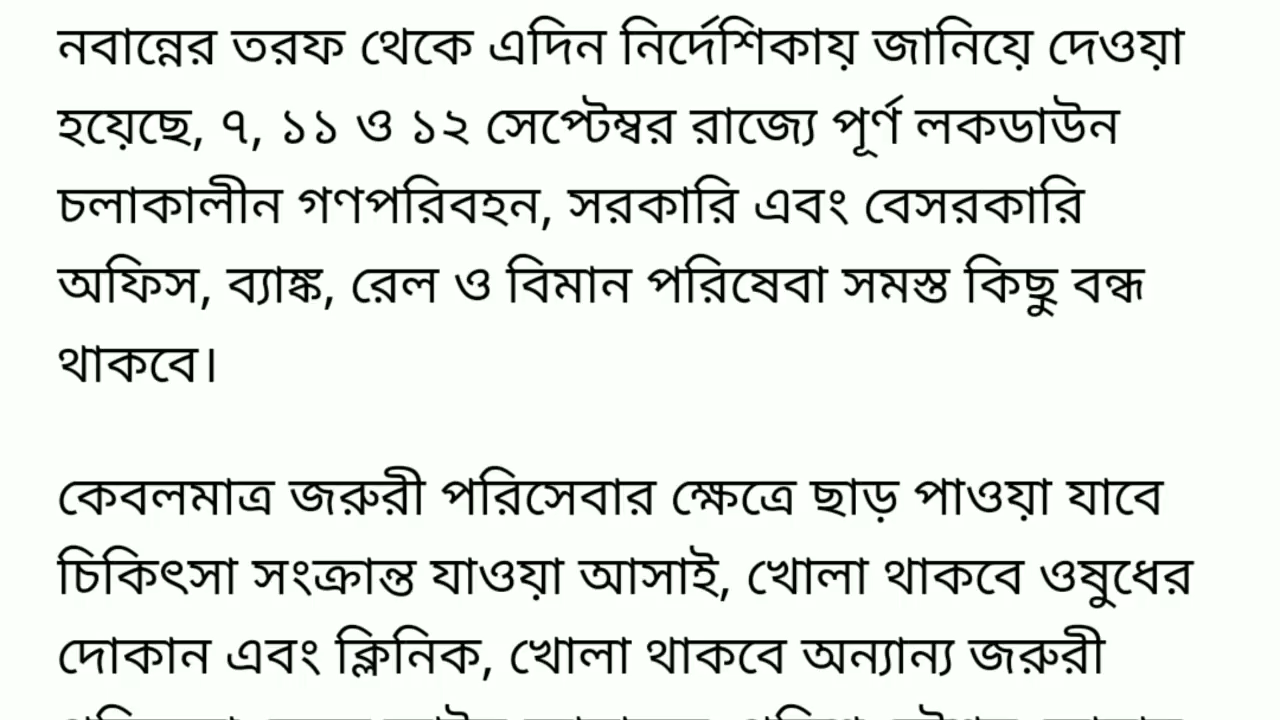 নবান্নের তরফ থেকে এদিন নির্দেশিকায় জানিয়ে দেওয়া
হয়েছে, ৭, ১১ ও ১২ সেপ্টেম্বর রাজ্যে পূর্ণ লকডাউন
চলাকালীন গণপরিবহন, সরকারি এবং বেসরকারি
অফিস, ব্যাঙ্ক, রেল ও বিমান পরিষেবা সমস্ত কিছু বন্ধ
থাকবে।
কেবলমাত্র জরুরী পরিসেবার ক্ষেত্রে ছাড় পাওয়া যাবে
চিকিৎসা সংক্রান্ত যাওয়া আসাই, খোলা থাকবে ওষুধের
দোকান এবং ক্লিনিক, খোলা থাকবে অন্যান্য জরুরী